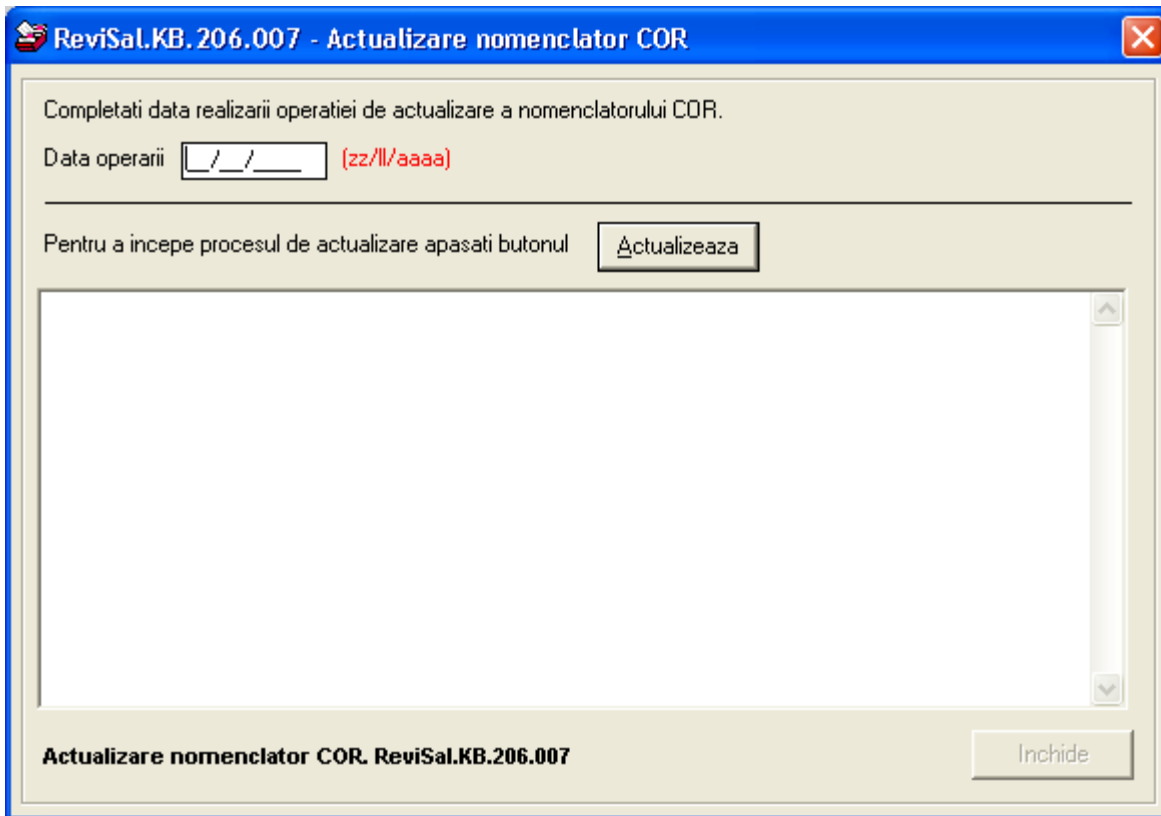 ReviSal.KB.206.007 - Actualizare nomenclator COR
Completati data realizarii operatiei de actualizare a nomenclatorului COR.
Data operarii __/__/____ (zz/ll/aaaa)
Pentru a incepe procesul de actualizare apasati butonul Actualizeaza
Actualizare nomenclator COR. ReviSal.KB.206.007 Inchide